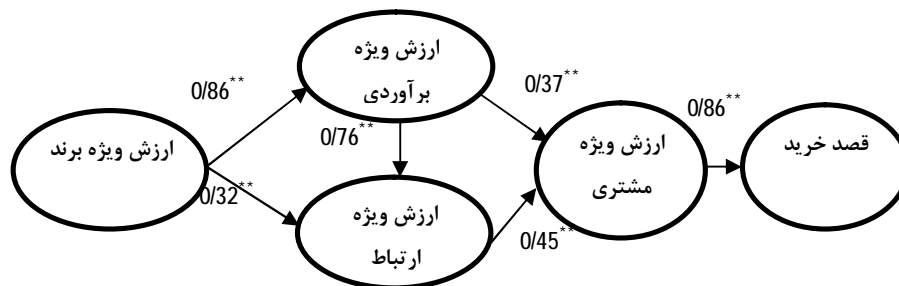 ارزش ویژه
برآوردی
0/86**
0/37**
0/86**
0/76**
ارزش ویژه برند
ارزش ویژه
مشتری
قصد خرید
0/32**
ارزش ویژه
ارتباط
0/45**